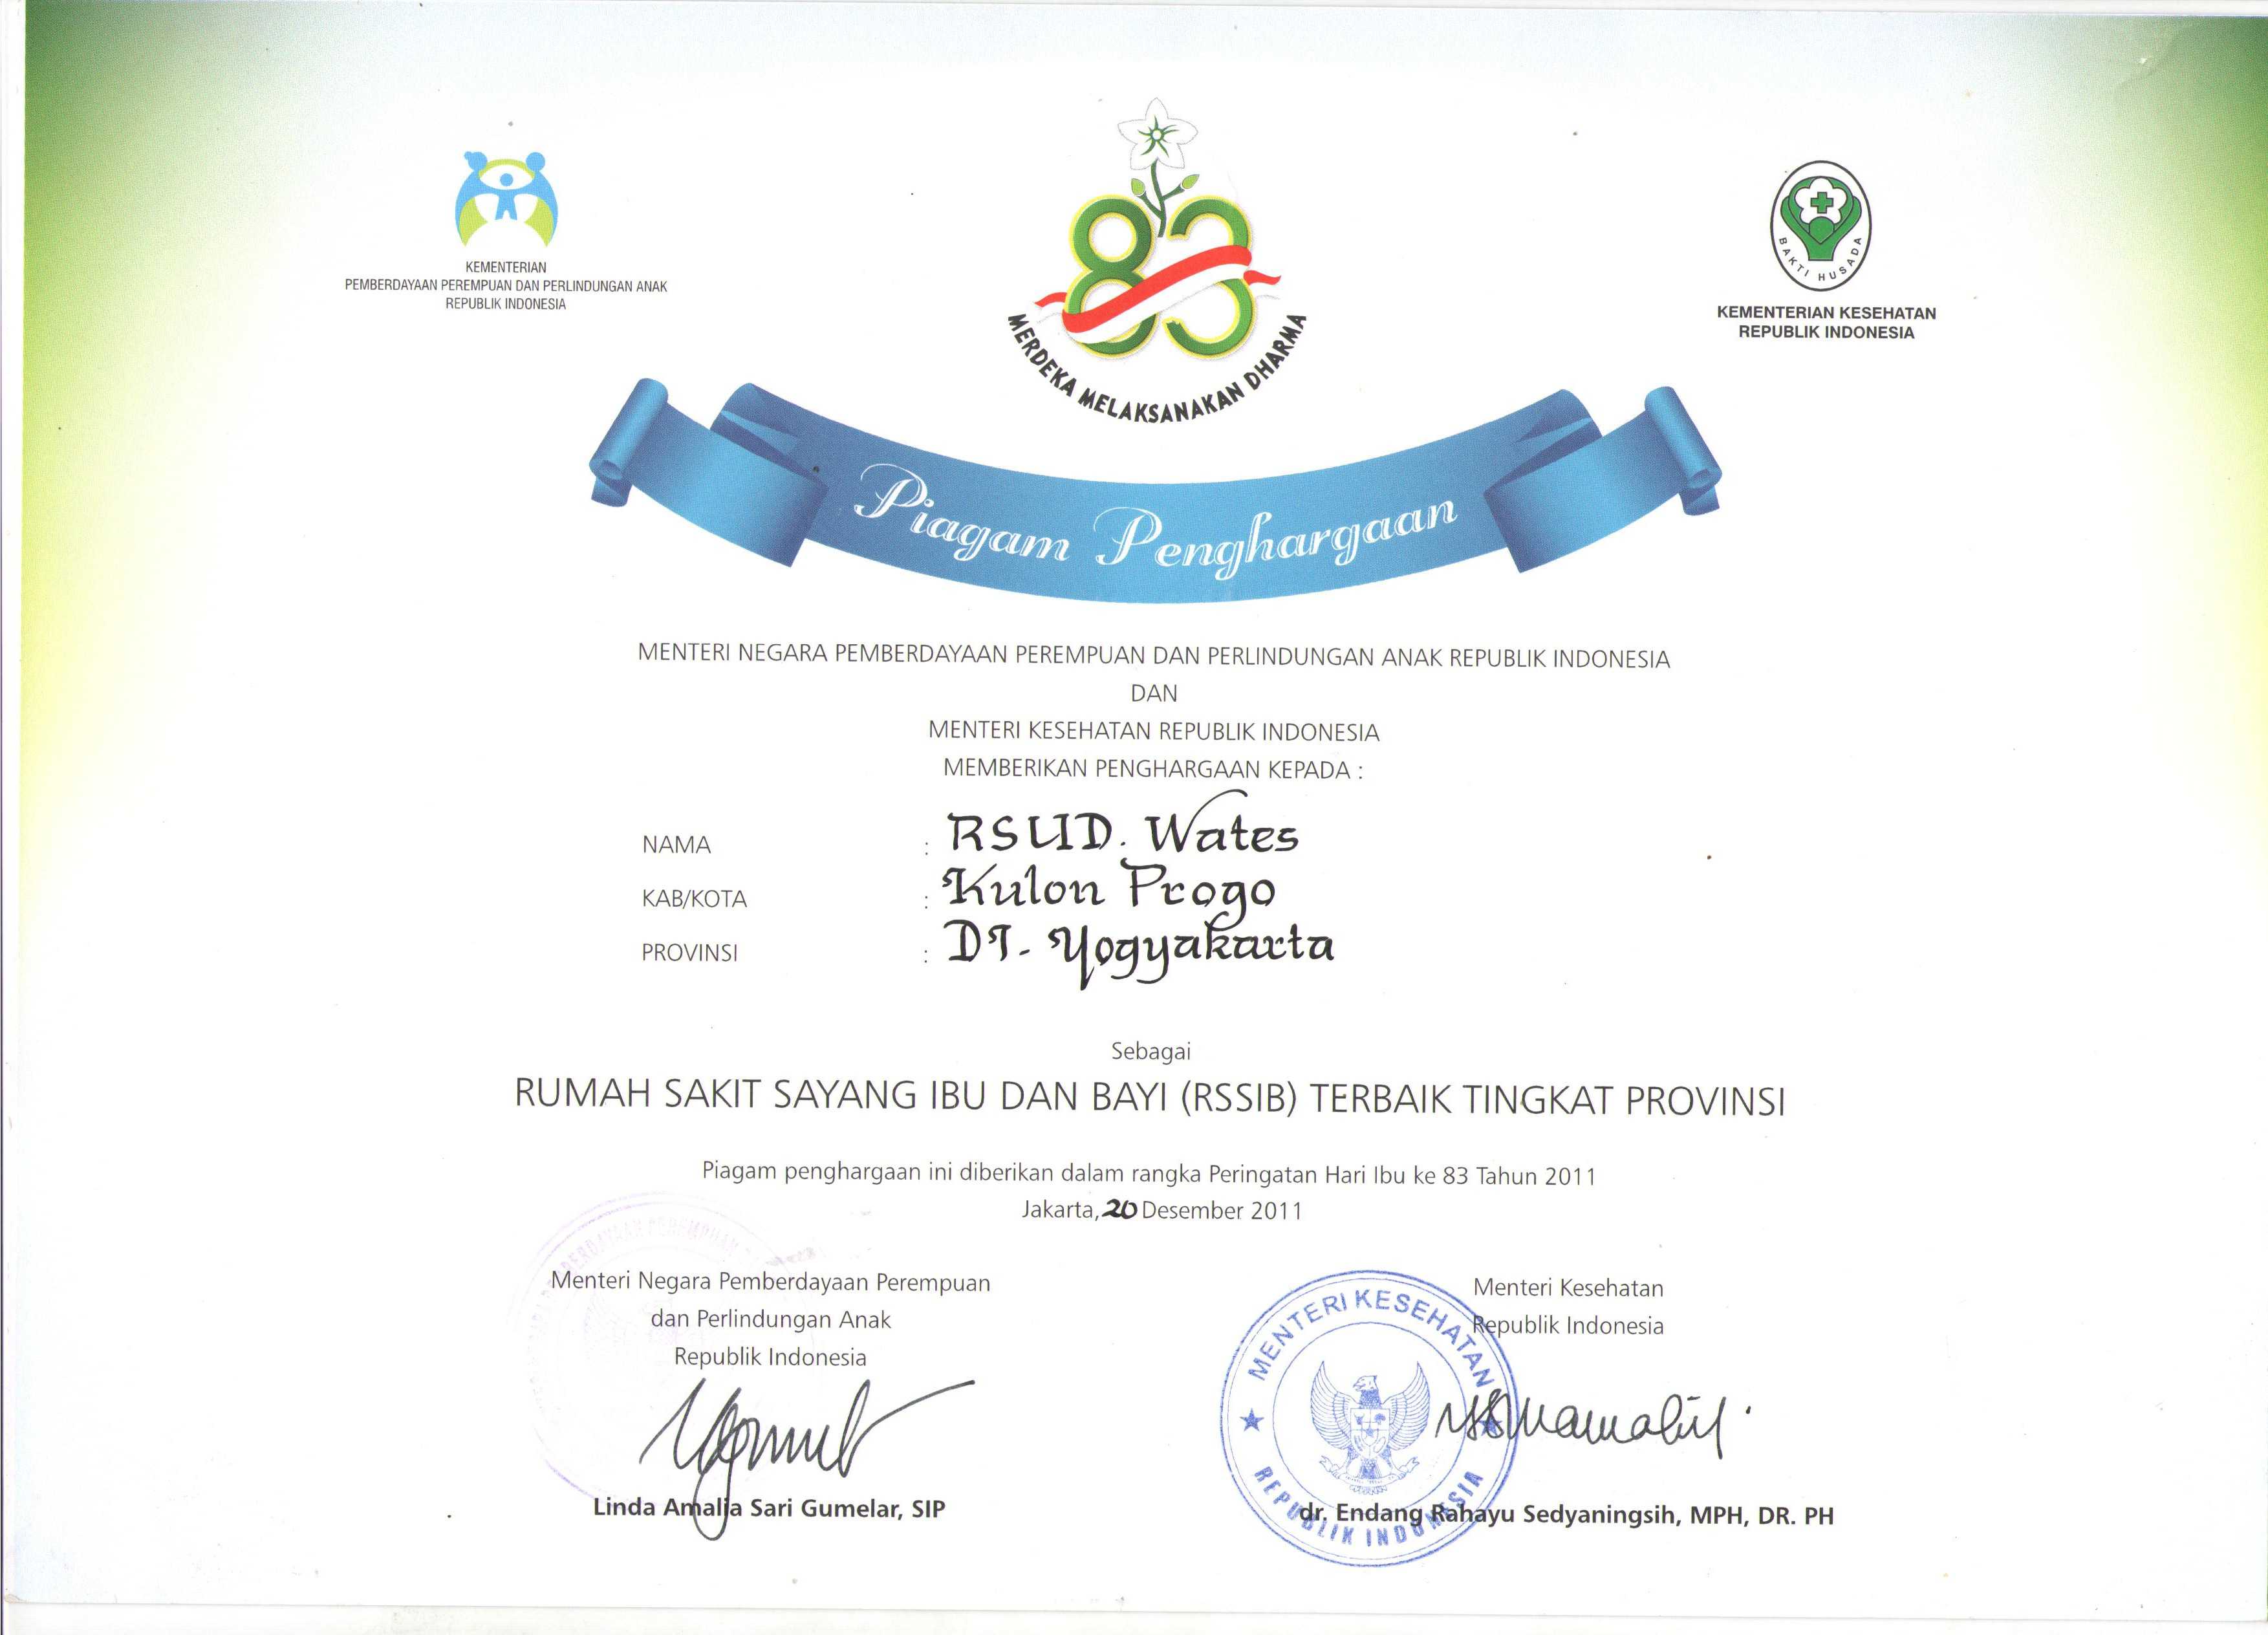 KEMENTERIAN
PEMBERDAYAAN PEREMPUAN DAN PERLINDUNGAN ANAK
REPUBLIK INDONESIA
83
MERDEKA MELAKSANAKAN DHARMA
BAKTI HUSADA
KEMENTERIAN KESEHATAN
REPUBLIK INDONESIA
Piagam Penghargaan
MENTERI NEGARA PEMBERDAYAAN PEREMPUAN DAN PERLINDUNGAN ANAK REPUBLIK INDONESIA
DAN
MENTERI KESEHATAN REPUBLIK INDONESIA
MEMBERIKAN PENGHARGAAN KEPADA :
NAMA : RSUD. Wates
KAB/KOTA : Kulon Progo
PROVINSI : DI. Yogyakarta
Sebagai
RUMAH SAKIT SAYANG IBU DAN BAYI (RSSIB) TERBAIK TINGKAT PROVINSI
Piagam penghargaan ini diberikan dalam rangka Peringatan Hari Ibu ke 83 Tahun 2011
Jakarta, 20 Desember 2011
Menteri Negara Pemberdayaan Perempuan
dan Perlindungan Anak
Republik Indonesia
Linda Amalia Sari Gumelar, SIP
MENTERI KESEHATAN
REPUBLIK INDONESIA
Menteri Kesehatan
Republik Indonesia
dr. Endang Rahayu Sedyaningsih, MPH, DR. PH